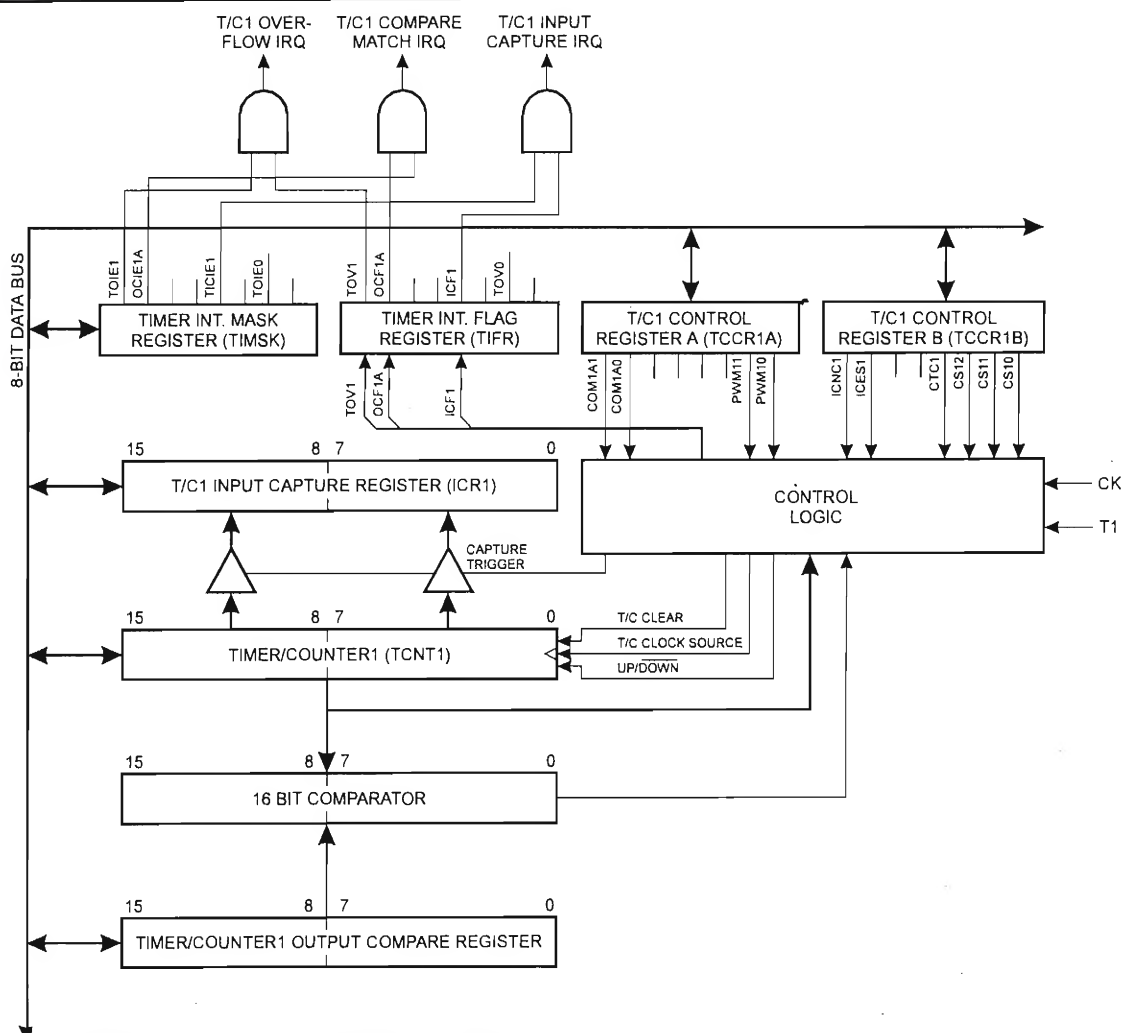 T/C1 OVER-
FLOW IRQ
T/C1 COMPARE
MATCH IRQ
T/C1 INPUT
CAPTURE IRQ
8-BIT DATA BUS
TOIE1
OCIE1A
TICIE1
TOIE0
TOV1
OCF1A
ICF1
TOV0
TIMER INT. MASK
REGISTER (TIMSK)
TIMER INT. FLAG
REGISTER (TIFR)
T/C1 CONTROL
REGISTER A (TCCR1A)
T/C1 CONTROL
REGISTER B (TCCR1B)
TOV1
OCF1A
ICF1
COM1A1
COM1A0
PWM11
PWM10
ICNC1
ICES1
CTC1
CS12
CS11
CS10
15 8 7 0
T/C1 INPUT CAPTURE REGISTER (ICR1)
CONTROL
LOGIC
CK
T1
CAPTURE
TRIGGER
15 8 7 0
TIMER/COUNTER1 (TCNT1)
T/C CLEAR
T/C CLOCK SOURCE
UP/DOWN
15 8 7 0
16 BIT COMPARATOR
15 8 7 0
TIMER/COUNTER1 OUTPUT COMPARE REGISTER